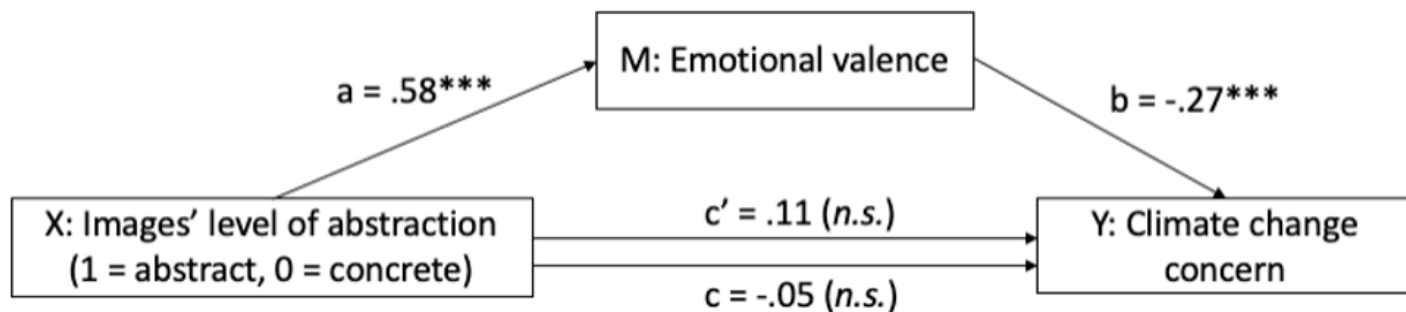 M: Emotional valence
a = .58***
b = -.27***
X: Images’ level of abstraction
(1 = abstract, 0 = concrete)
c’ = .11 (n.s.)
c = -.05 (n.s.)
Y: Climate change
concern